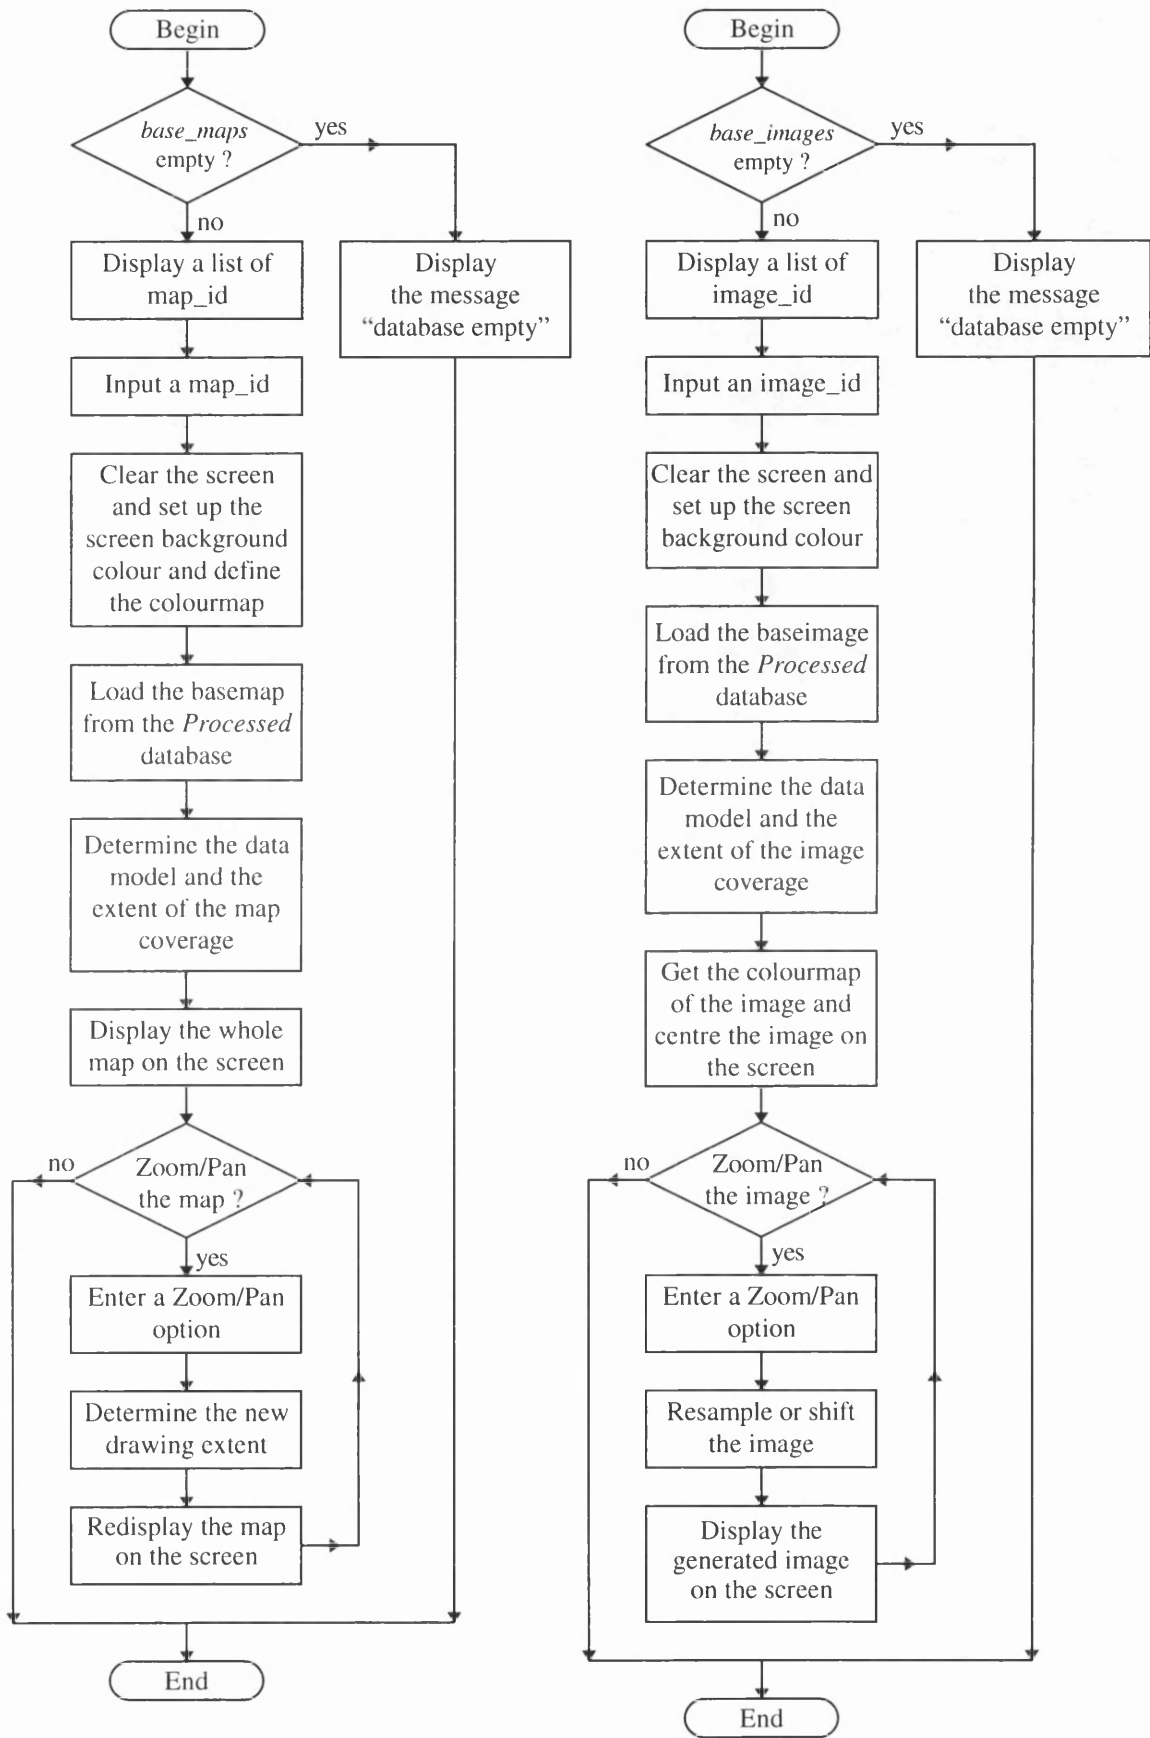 Begin
base_maps
empty ?
yes
no
Display a list of
map_id
Display
the message
“database empty”
Input a map_id
Clear the screen
and set up the
screen background
colour and define
the colourmap
Load the basemap
from the Processed
database
Determine the data
model and the
extent of the map
coverage
Display the whole
map on the screen
no
Zoom/Pan
the map ?
yes
Enter a Zoom/Pan
option
Determine the new
drawing extent
Redisplay the map
on the screen
End
Begin
base_images
empty ?
yes
no
Display a list of
image_id
Display
the message
“database empty”
Input an image_id
Clear the screen and
set up the screen
background colour
Load the baseimage
from the Processed
database
Determine the data
model and the
extent of the image
coverage
Get the colourmap
of the image and
centre the image on
the screen
no
Zoom/Pan
the image ?
yes
Enter a Zoom/Pan
option
Resample or shift
the image
Display the
generated image
on the screen
End